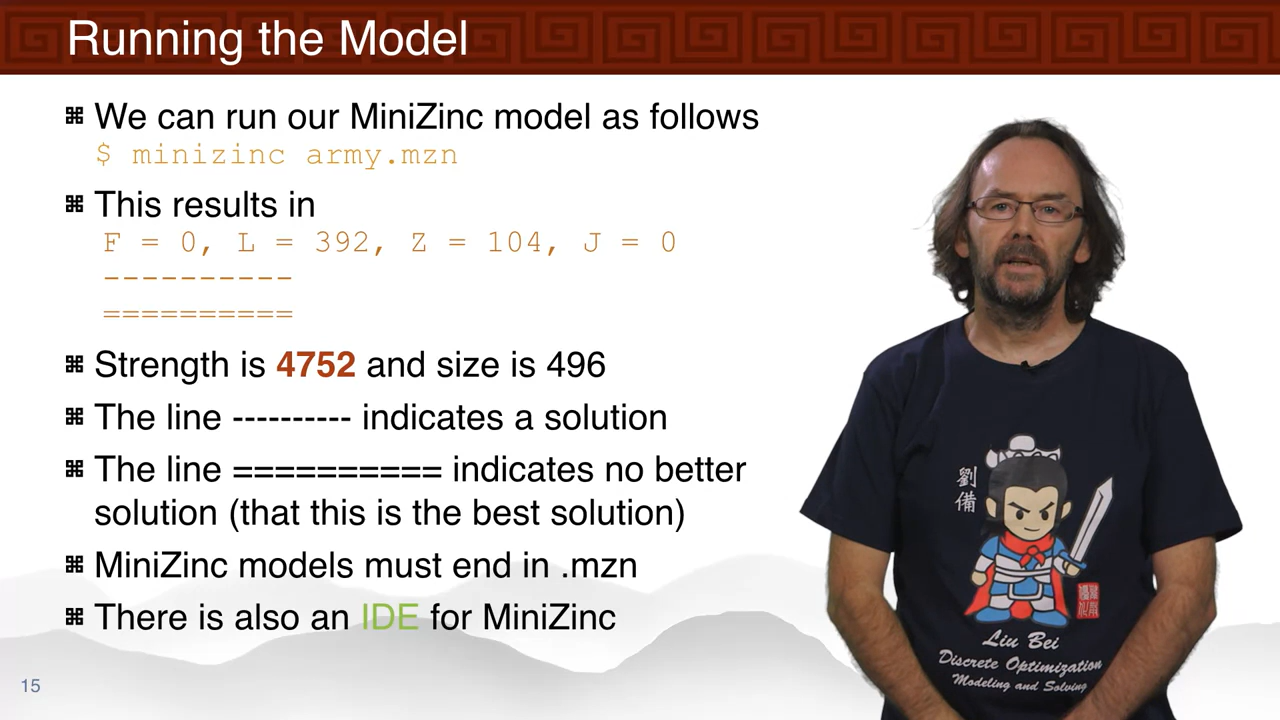 Running the Model
⌘ We can run our MiniZinc model as follows
$ minizinc army.mzn
⌘ This results in
F = 0, L = 392, Z = 104, J = 0
----------
==========
⌘ Strength is 4752 and size is 496
⌘ The line ---------- indicates a solution
⌘ The line ========== indicates no better
solution (that this is the best solution)
⌘ MiniZinc models must end in .mzn
⌘ There is also an IDE for MiniZinc
15
劉備
Liu Bei
Discrete Optimization
Modeling and Solving